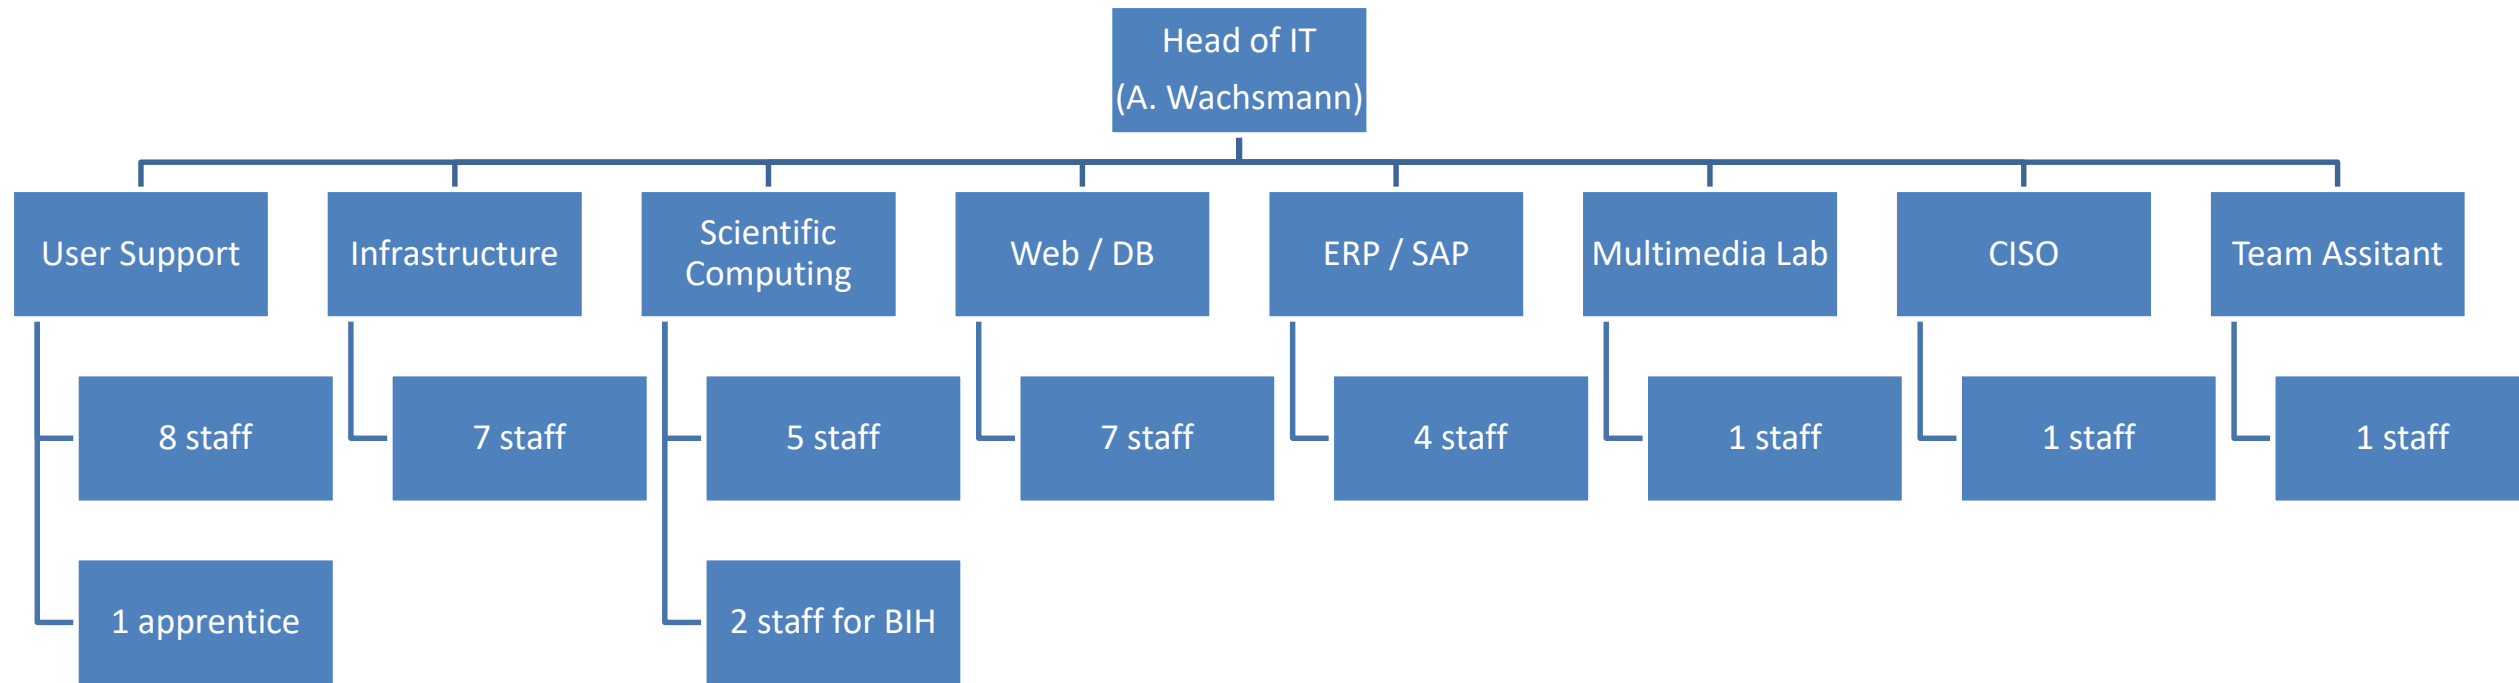 Head of IT
(A. Wachsmann)
User Support
Infrastructure
Scientific
Computing
Web / DB
ERP / SAP
Multimedia Lab
CISO
Team Assitant
8 staff
7 staff
5 staff
7 staff
4 staff
1 staff
1 staff
1 staff
1 apprentice
2 staff for BIH